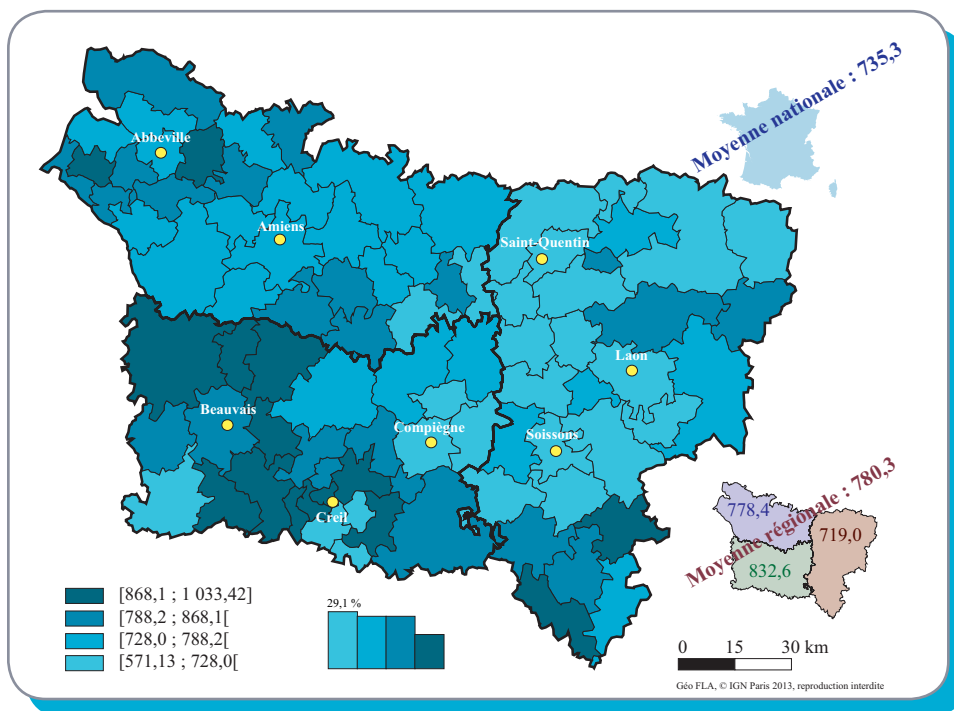 Moyenne nationale : 735,3
Abbeville
Amiens
Saint-Quentin
Laon
Beauvais
Compiègne
Soissons
Creil
Moyenne régionale : 780,3
778,4
719,0
832,6
[868,1 ; 1 033,42]
[788,2 ; 868,1[
[728,0 ; 788,2[
[571,13 ; 728,0[
29,1 %
0 15 30 km
Géo FLA, © IGN Paris 2013, reproduction interdite